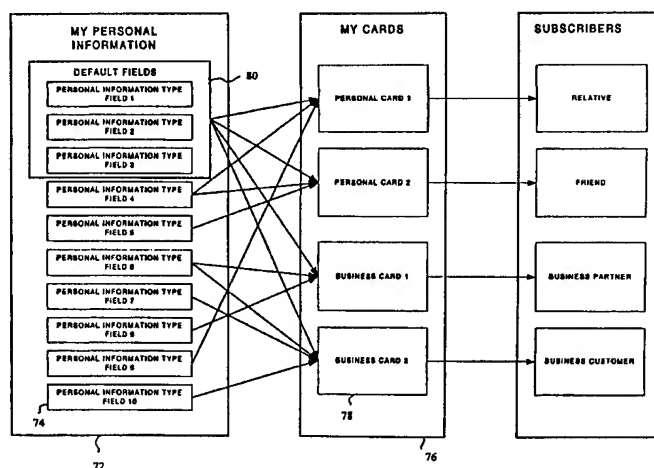 MY PERSONAL
INFORMATION
DEFAULT FIELDS
80
PERSONAL INFORMATION TYPE
FIELD 1
PERSONAL INFORMATION TYPE
FIELD 2
PERSONAL INFORMATION TYPE
FIELD 3
PERSONAL INFORMATION TYPE
FIELD 4
PERSONAL INFORMATION TYPE
FIELD 5
PERSONAL INFORMATION TYPE
FIELD 6
PERSONAL INFORMATION TYPE
FIELD 7
PERSONAL INFORMATION TYPE
FIELD 8
PERSONAL INFORMATION TYPE
FIELD 9
PERSONAL INFORMATION TYPE
FIELD 10
74
72
MY CARDS
PERSONAL CARD 1
PERSONAL CARD 2
BUSINESS CARD 1
BUSINESS CARD 2
78
76
SUBSCRIBERS
RELATIVE
FRIEND
BUSINESS PARTNER
BUSINESS CUSTOMER